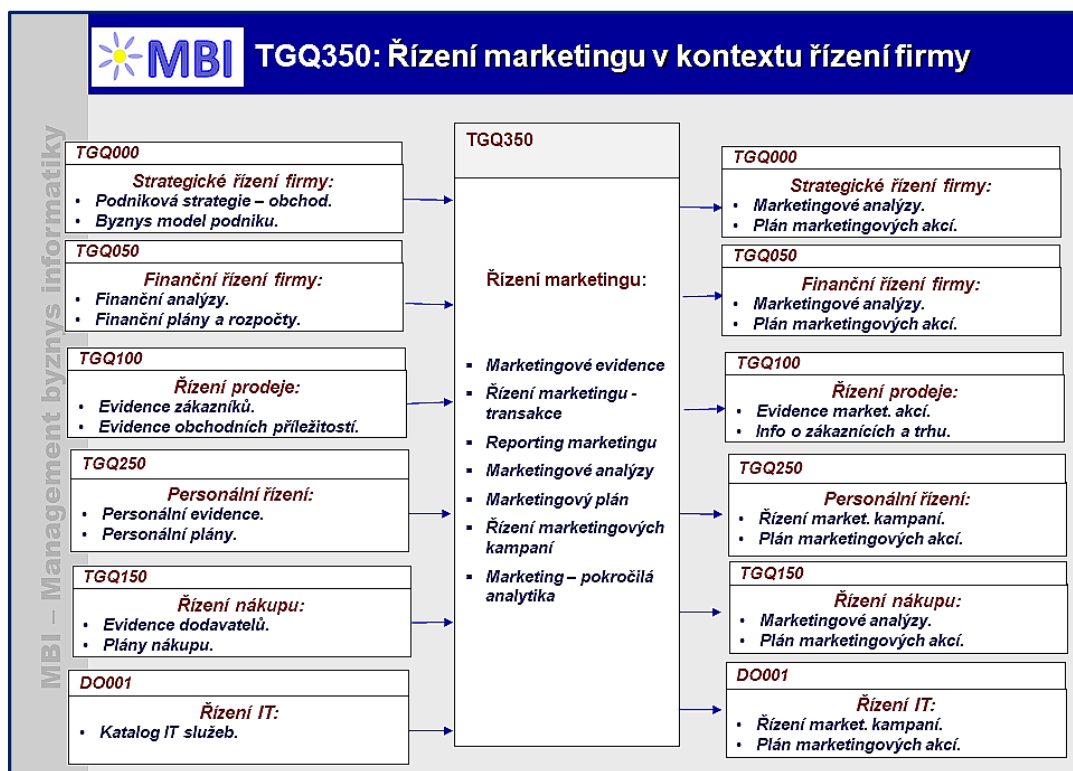 MBI
TGQ350: Řízení marketingu v kontextu řízení firmy
MBI – Management byznys informatiky
TGQ000
Strategické řízení firmy:
• Podniková strategie – obchod.
• Byznys model podniku.
TGQ050
Finanční řízení firmy:
• Finanční analýzy.
• Finanční plány a rozpočty.
TGQ100
Řízení prodeje:
• Evidence zákazníků.
• Evidence obchodních příležitostí.
TGQ250
Personální řízení:
• Personální evidence.
• Personální plány.
TGQ150
Řízení nákupu:
• Evidence dodavatelů.
• Plány nákupu.
DO001
Řízení IT:
• Katalog IT služeb.
TGQ350
Řízení marketingu:
▪ Marketingové evidence
▪ Řízení marketingu -
transakce
▪ Reporting marketingu
▪ Marketingové analýzy
▪ Marketingový plán
▪ Řízení marketingových
kampaní
▪ Marketing – pokročilá
analytika
TGQ000
Strategické řízení firmy:
• Marketingové analýzy.
• Plán marketingových akcí.
TGQ050
Finanční řízení firmy:
• Marketingové analýzy.
• Plán marketingových akcí.
TGQ100
Řízení prodeje:
• Evidence market. akcí.
• Info o zákaznících a trhu.
TGQ250
Personální řízení:
• Řízení market. kampaní.
• Plán marketingových akcí.
TGQ150
Řízení nákupu:
• Marketingové analýzy.
• Plán marketingových akcí.
DO001
Řízení IT:
• Řízení market. kampaní.
• Plán marketingových akcí.